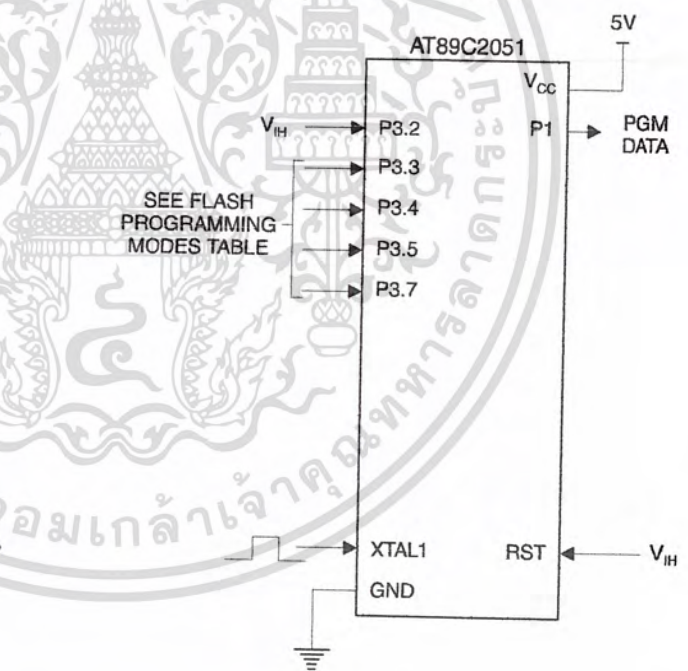 5V
AT89C2051
VCC
VIH
P3.2
P1
PGM
DATA
P3.3
SEE FLASH
PROGRAMMING
MODES TABLE
P3.4
P3.5
P3.7
XTAL1
RST
VIH
GND